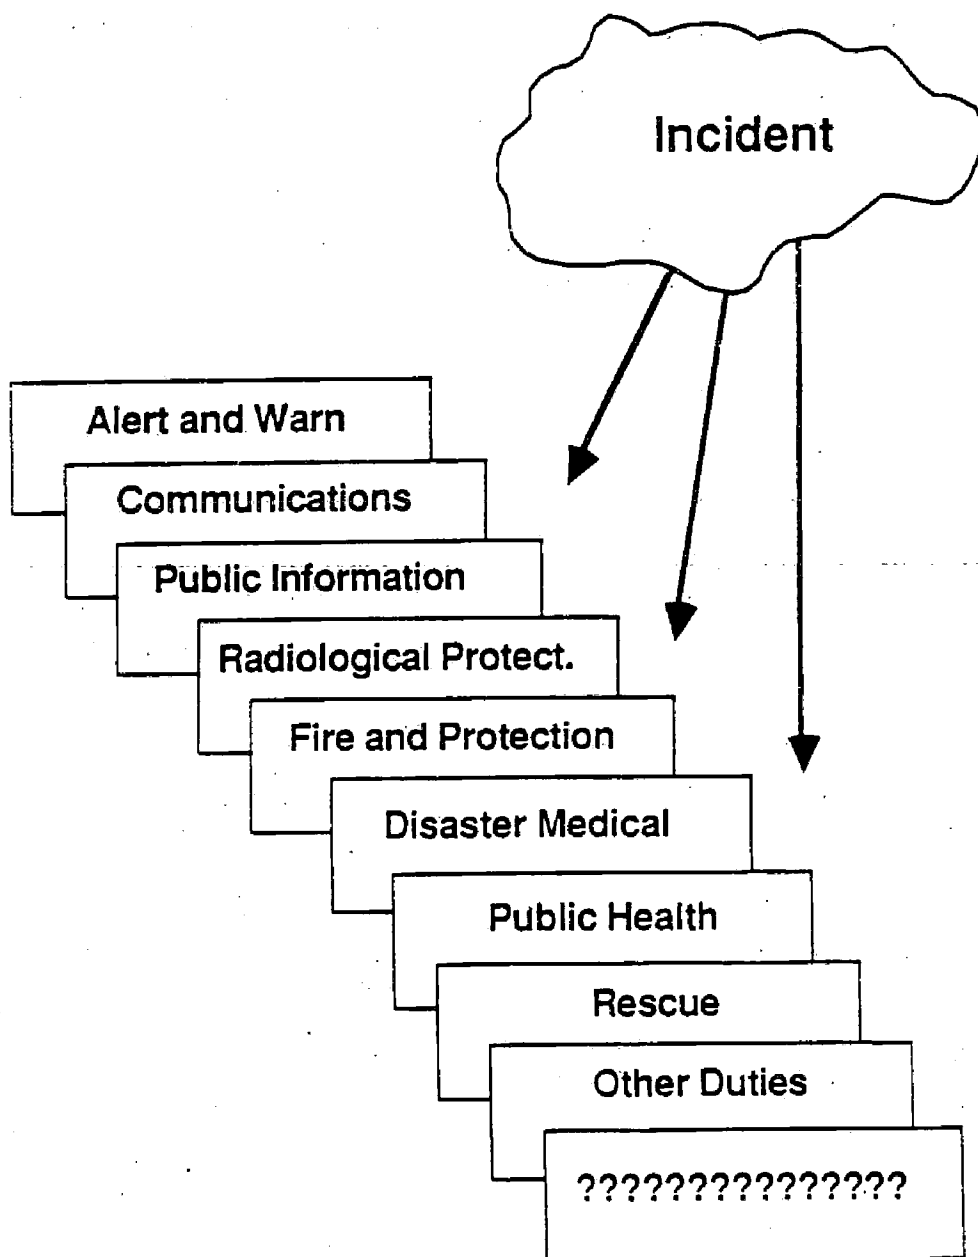 Incident
Alert and Warn
Communications
Public Information
Radiological Protect.
Fire and Protection
Disaster Medical
Public Health
Rescue
Other Duties
???????????????